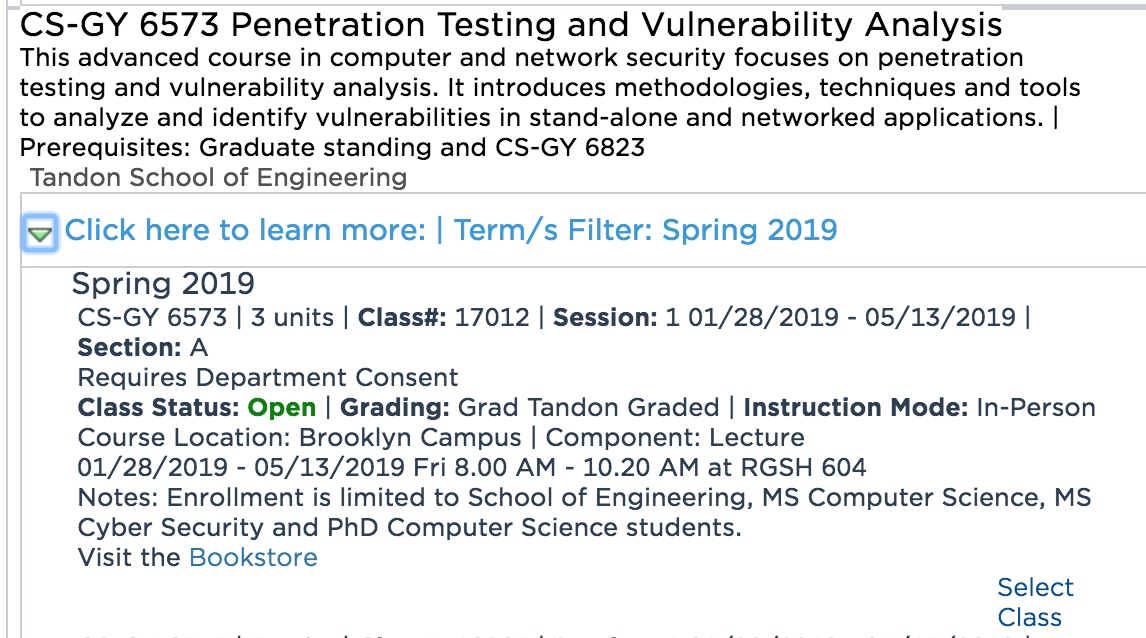 CS-GY 6573 Penetration Testing and Vulnerability Analysis
This advanced course in computer and network security focuses on penetration
testing and vulnerability analysis. It introduces methodologies, techniques and tools
to analyze and identify vulnerabilities in stand-alone and networked applications. |
Prerequisites: Graduate standing and CS-GY 6823
Tandon School of Engineering
Click here to learn more: | Term/s Filter: Spring 2019
Spring 2019
CS-GY 6573 | 3 units | Class#: 17012 | Session: 1 01/28/2019 - 05/13/2019 |
Section: A
Requires Department Consent
Class Status: Open | Grading: Grad Tandon Graded | Instruction Mode: In-Person
Course Location: Brooklyn Campus | Component: Lecture
01/28/2019 - 05/13/2019 Fri 8.00 AM - 10.20 AM at RGSH 604
Notes: Enrollment is limited to School of Engineering, MS Computer Science, MS
Cyber Security and PhD Computer Science students.
Visit the Bookstore
Select
Class